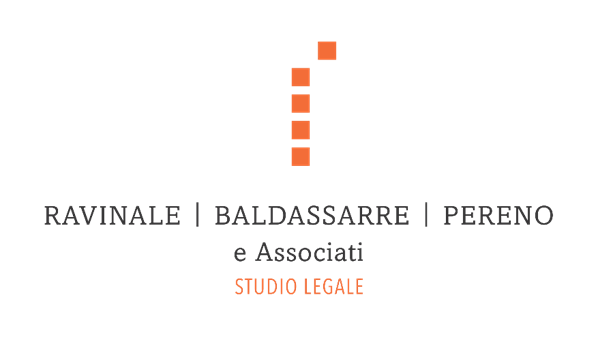 RAVINALE | BALDASSARRE | PERENO
e Associati
STUDIO LEGALE